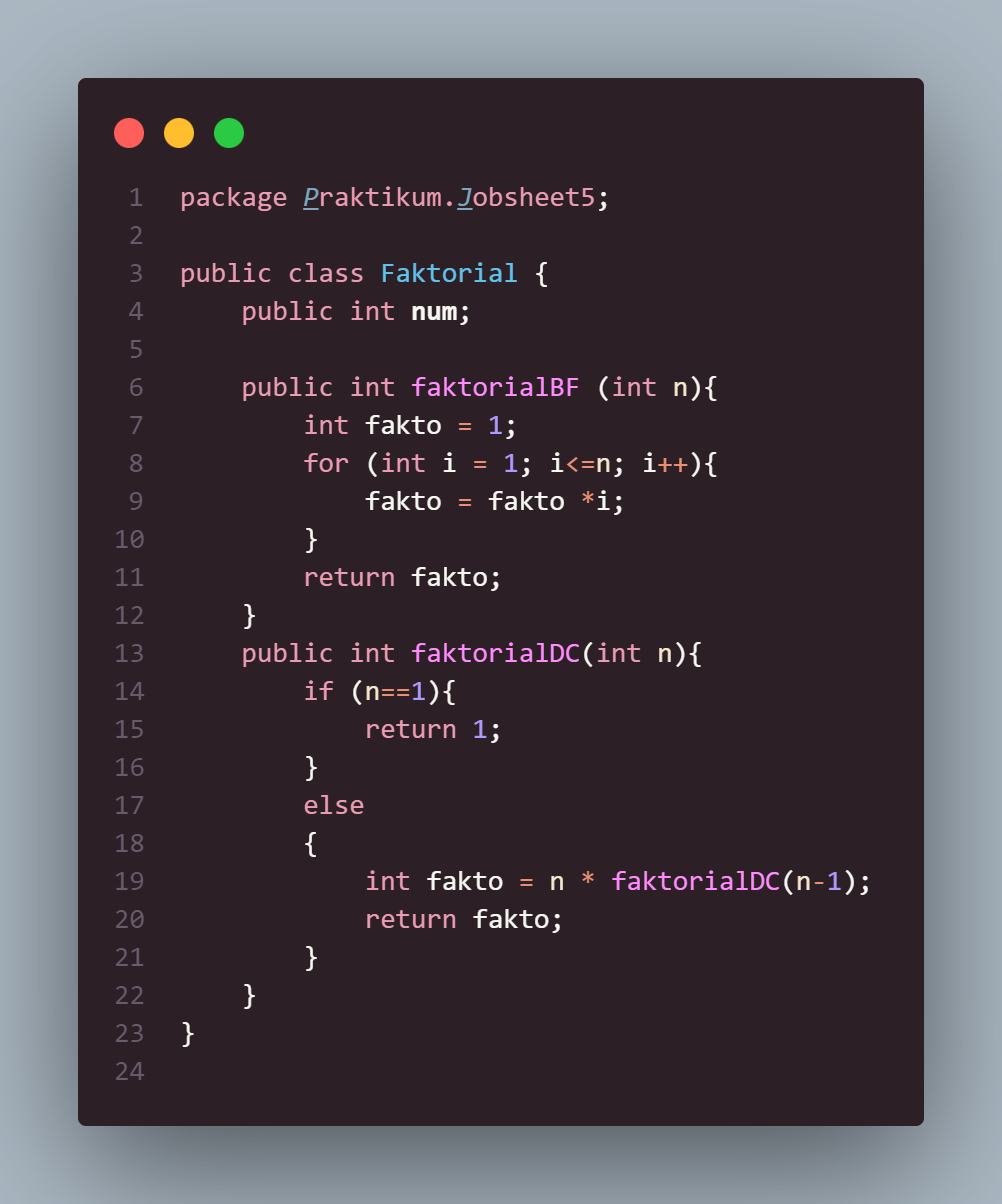 1 package Praktikum.Jobsheet5;
2
3 public class Faktorial {
4     public int num;
5
6     public int faktorialBF (int n){
7         int fakto = 1;
8         for (int i = 1; i<=n; i++){
9             fakto = fakto *i;
10         }
11         return fakto;
12     }
13     public int faktorialDC(int n){
14         if (n==1){
15             return 1;
16         }
17         else
18         {
19             int fakto = n * faktorialDC(n-1);
20             return fakto;
21         }
22     }
23 }
24